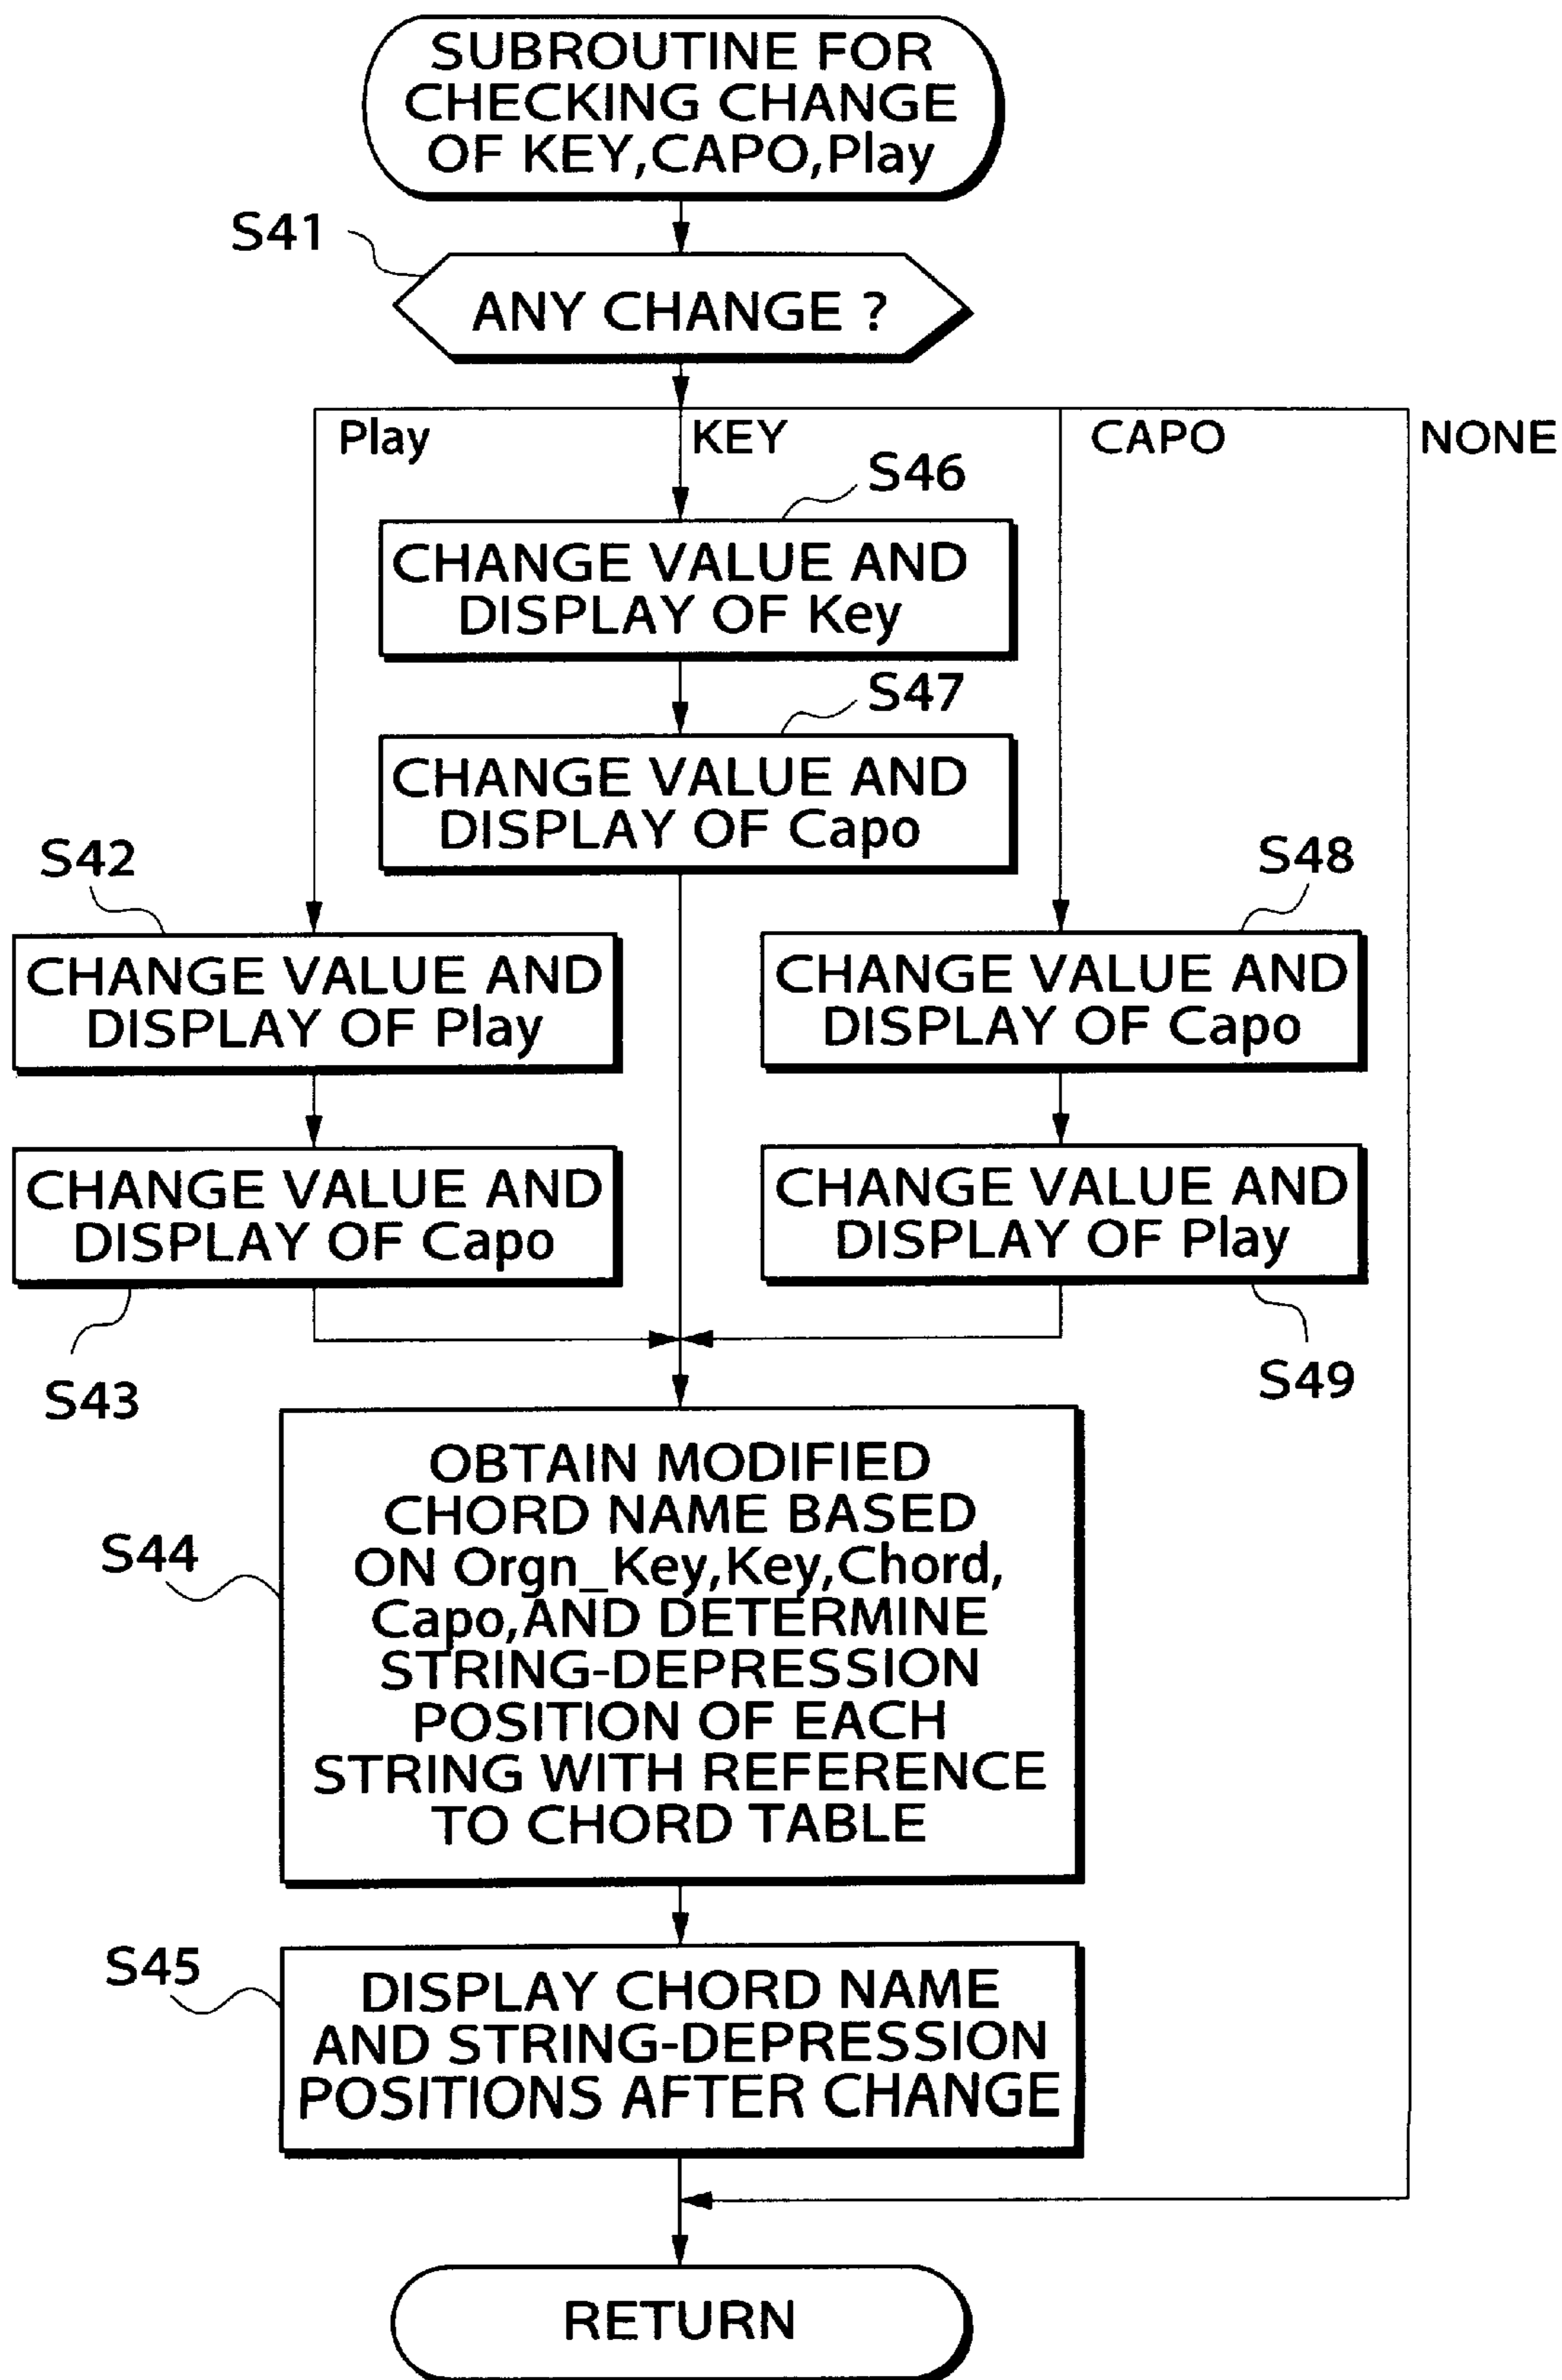 SUBROUTINE FOR
CHECKING CHANGE
OF KEY,CAPO,Play
S41
ANY CHANGE ?
Play
KEY
CAPO
NONE
S46
CHANGE VALUE AND
DISPLAY OF Key
S47
CHANGE VALUE AND
DISPLAY OF Capo
S42
CHANGE VALUE AND
DISPLAY OF Play
S48
CHANGE VALUE AND
DISPLAY OF Capo
CHANGE VALUE AND
DISPLAY OF Capo
S43
CHANGE VALUE AND
DISPLAY OF Play
S49
S44
OBTAIN MODIFIED
CHORD NAME BASED
ON Orgn_Key,Key,Chord,
Capo,AND DETERMINE
STRING-DEPRESSION
POSITION OF EACH
STRING WITH REFERENCE
TO CHORD TABLE
S45
DISPLAY CHORD NAME
AND STRING-DEPRESSION
POSITIONS AFTER CHANGE
RETURN